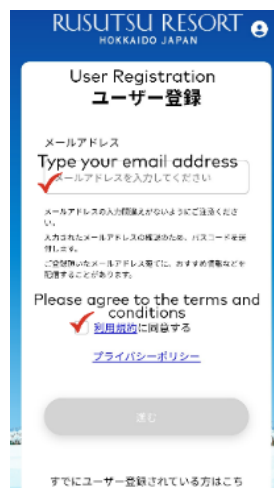 RUSUTSU RESORT
HOKKAIDO JAPAN
User Registration
ユーザー登録
メールアドレス
Type your email address
メールアドレスを入力してください
メールアドレスの入力間違えがないようにご注意くださ
い。
入力されたメールアドレスの確認のため、パスコードを送
付します。
ご登録頂いたメールアドレス宛てに、おすすめ情報などを
配信することがあります。
Please agree to the terms and
conditions
利用規約に同意する
プライバシーポリシー
進む
すでにユーザー登録されている方はこち